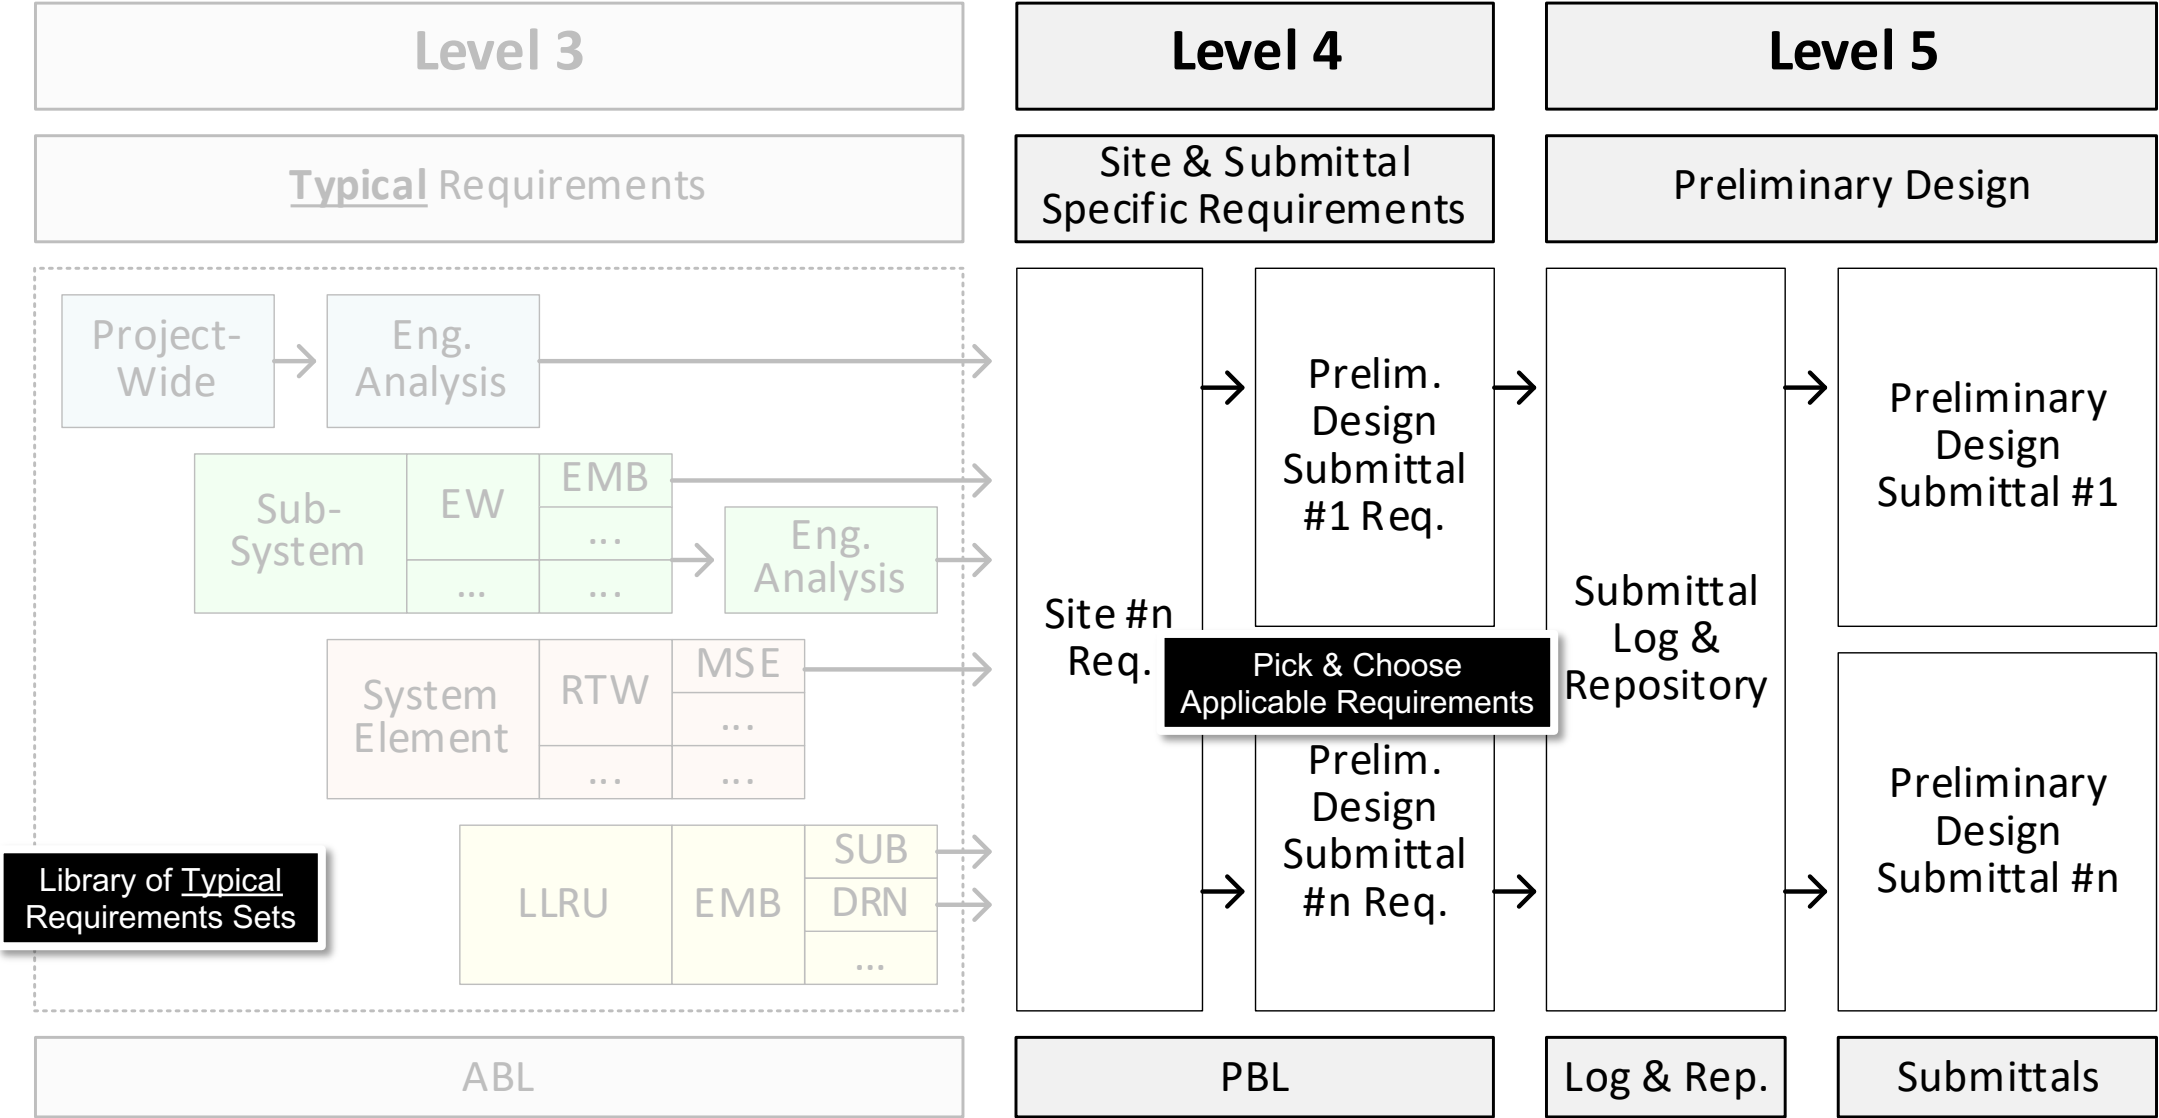 Level 3
Level 4
Level 5
Typical Requirements
Site & Submittal
Specific Requirements
Preliminary Design
Project-
Wide
Eng.
Analysis
Sub-
System
EW
EMB
...
...
...
Eng.
Analysis
System
Element
RTW
MSE
...
...
...
LLRU
EMB
SUB
DRN
...
Library of Typical
Requirements Sets
Site #n
Req.
Prelim.
Design
Submittal
#1 Req.
Pick & Choose
Applicable Requirements
Prelim.
Design
Submittal
#n Req.
Submittal
Log &
Repository
Preliminary
Design
Submittal #1
Preliminary
Design
Submittal #n
ABL
PBL
Log & Rep.
Submittals